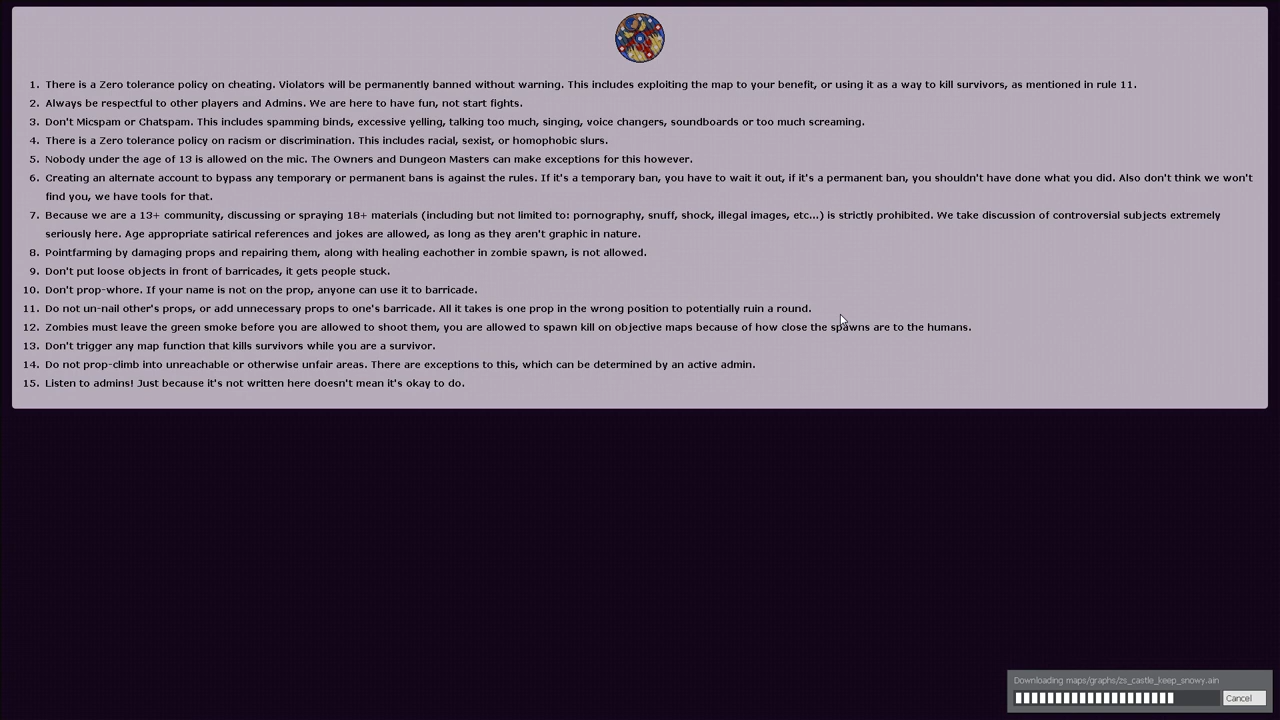 1. There is a Zero tolerance policy on cheating. Violators will be permanently banned without warning. This includes exploiting the map to your benefit, or using it as a way to kill survivors, as mentioned in rule 11.
2. Always be respectful to other players and Admins. We are here to have fun, not start fights.
3. Don't Micspam or Chatspam. This includes spamming binds, excessive yelling, talking too much, singing, voice changers, soundboards or too much screaming.
4. There is a Zero tolerance policy on racism or discrimination. This includes racial, sexist, or homophobic slurs.
5. Nobody under the age of 13 is allowed on the mic. The Owners and Dungeon Masters can make exceptions for this however.
6. Creating an alternate account to bypass any temporary or permanent bans is against the rules. If it's a temporary ban, you have to wait it out, if it's a permanent ban, you shouldn't have done what you did. Also don't think we won't
find you, we have tools for that.
7. Because we are a 13+ community, discussing or spraying 18+ materials (including but not limited to: pornography, snuff, shock, illegal images, etc...) is strictly prohibited. We take discussion of controversial subjects extremely
seriously here. Age appropriate satirical references and jokes are allowed, as long as they aren't graphic in nature.
8. Pointfarming by damaging props and repairing them, along with healing eachother in zombie spawn, is not allowed.
9. Don't put loose objects in front of barricades, it gets people stuck.
10. Don't prop-whore. If your name is not on the prop, anyone can use it to barricade.
11. Do not un-nail other's props, or add unnecessary props to one's barricade. All it takes is one prop in the wrong position to potentially ruin a round.
12. Zombies must leave the green smoke before you are allowed to shoot them, you are allowed to spawn kill on objective maps because of how close the spawns are to the humans.
13. Don't trigger any map function that kills survivors while you are a survivor.
14. Do not prop-climb into unreachable or otherwise unfair areas. There are exceptions to this, which can be determined by an active admin.
15. Listen to admins! Just because it's not written here doesn't mean it's okay to do.
Downloading maps/graphs/zs_castle_keep_snowy.ain
Cancel